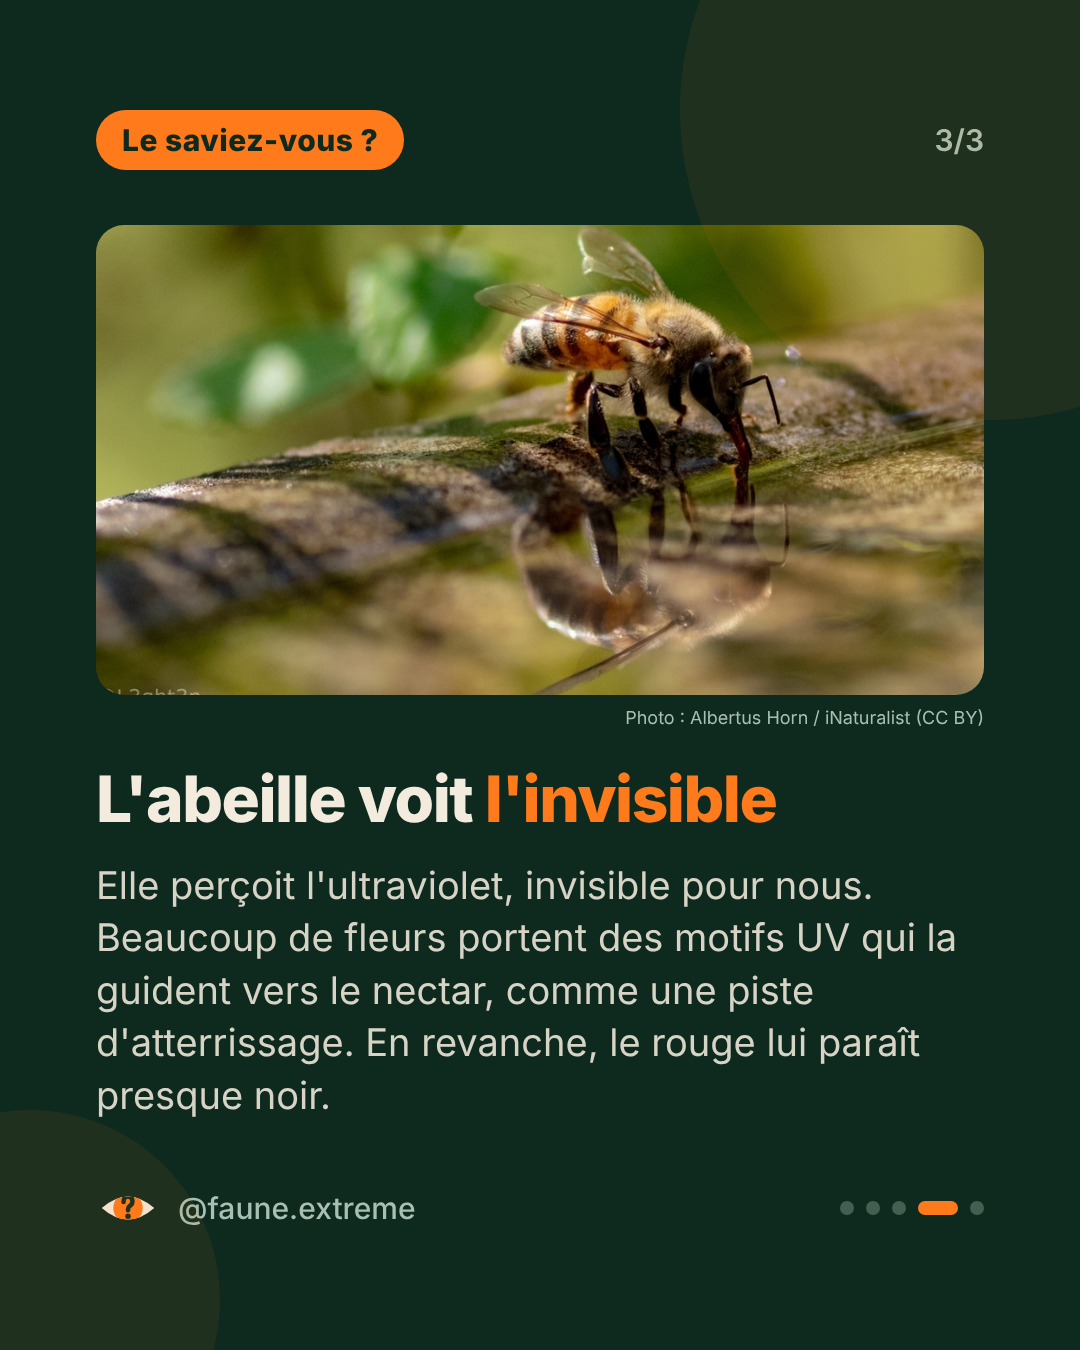 Le saviez-vous ?
3/3
Photo : Albertus Horn / iNaturalist (CC BY)
L'abeille voit l'invisible
Elle perçoit l'ultraviolet, invisible pour nous.
Beaucoup de fleurs portent des motifs UV qui la
guident vers le nectar, comme une piste
d'atterrissage. En revanche, le rouge lui paraît
presque noir.
?
@faune.extreme